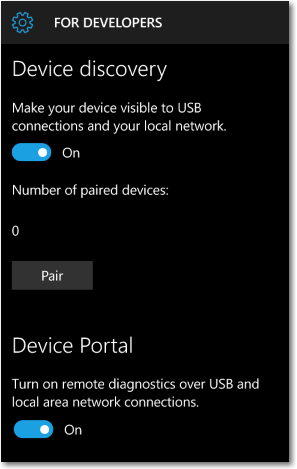 FOR DEVELOPERS
Device discovery
Make your device visible to USB
connections and your local network.
On
Number of paired devices:
0
Pair
Device Portal
Turn on remote diagnostics over USB and
local area network connections.
On